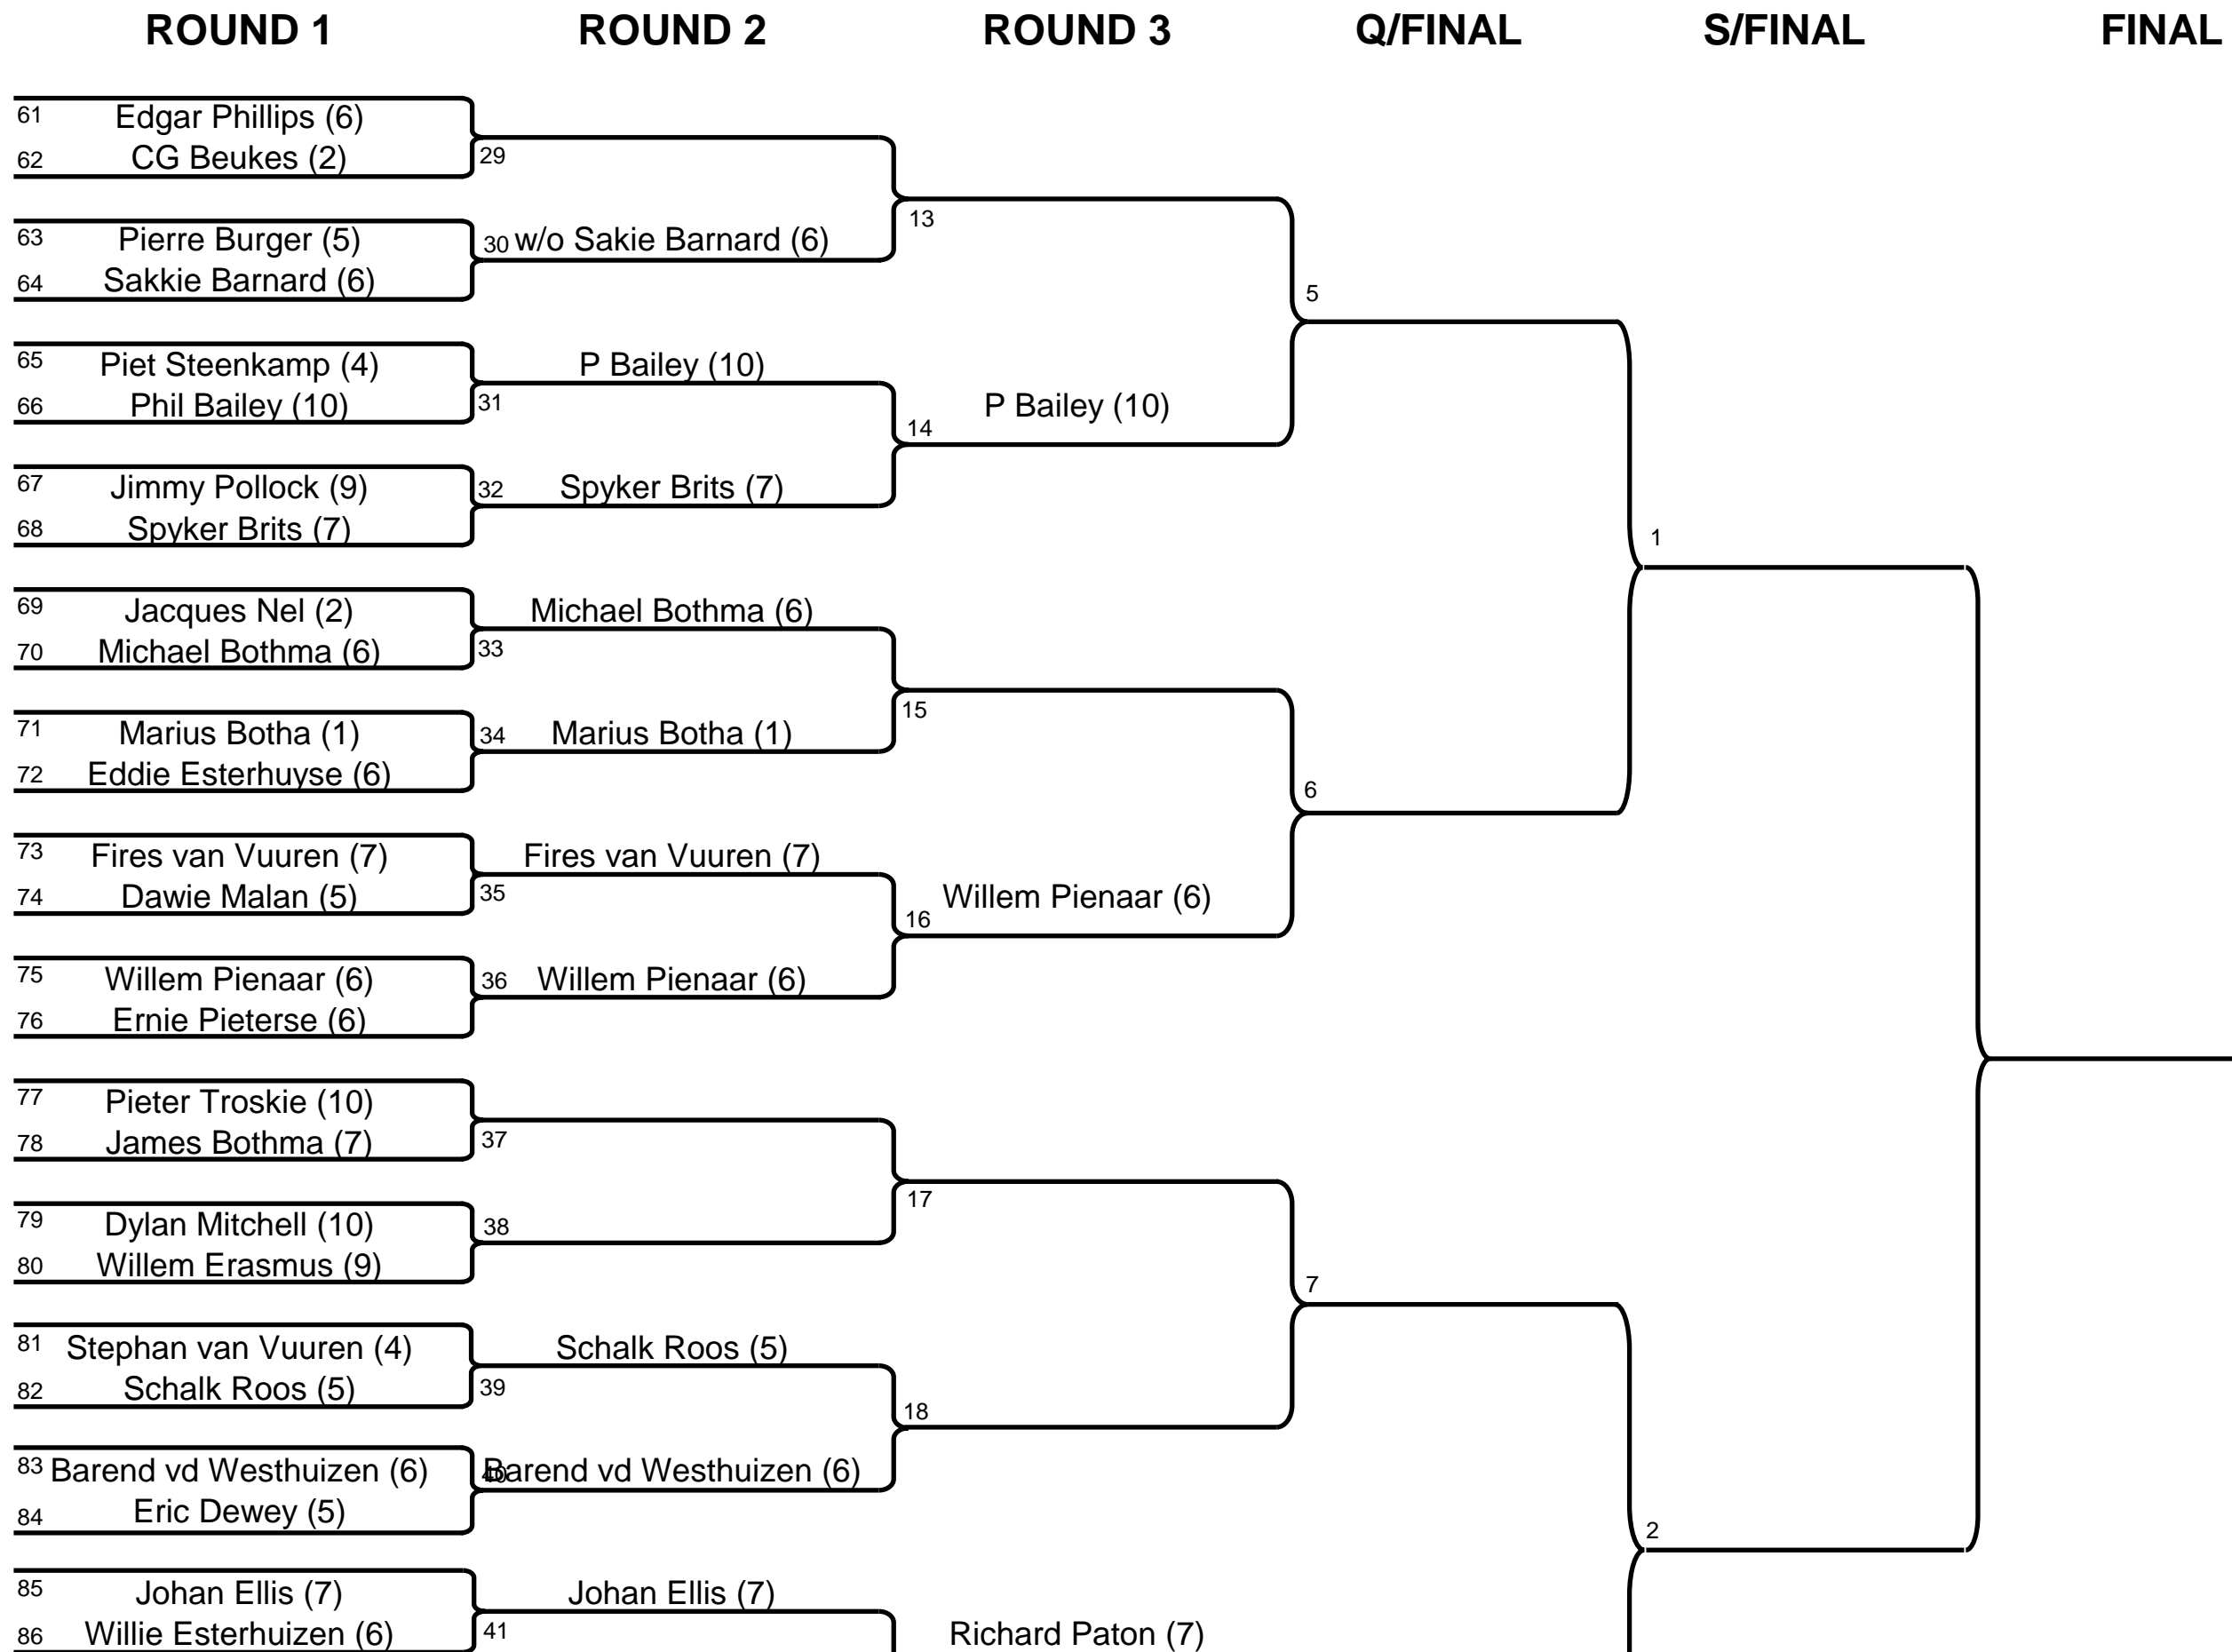 ROUND 1 ROUND 2 ROUND 3 Q/FINAL S/FINAL FINAL
61 Edgar Phillips (6)
62 CG Beukes (2) 29
13
63 Pierre Burger (5) 30 w/o Sakie Barnard (6)
64 Sakkie Barnard (6)
5
65 Piet Steenkamp (4) P Bailey (10)
66 Phil Bailey (10) 31 P Bailey (10)
14
67 Jimmy Pollock (9) 32 Spyker Brits (7)
68 Spyker Brits (7)
1
69 Jacques Nel (2) Michael Bothma (6)
70 Michael Bothma (6) 33
15
71 Marius Botha (1) 34 Marius Botha (1)
72 Eddie Esterhuyse (6)
6
73 Fires van Vuuren (7) Fires van Vuuren (7)
74 Dawie Malan (5) 35 Willem Pienaar (6)
16
75 Willem Pienaar (6) 36 Willem Pienaar (6)
76 Ernie Pieterse (6)
77 Pieter Troskie (10)
78 James Bothma (7) 37
17
79 Dylan Mitchell (10) 38
80 Willem Erasmus (9)
7
81 Stephan van Vuuren (4) Schalk Roos (5)
82 Schalk Roos (5) 39
18
83 Barend vd Westhuizen (6) 40 Barend vd Westhuizen (6)
84 Eric Dewey (5)
2
85 Johan Ellis (7) Johan Ellis (7)
86 Willie Esterhuizen (6) 41 Richard Paton (7)